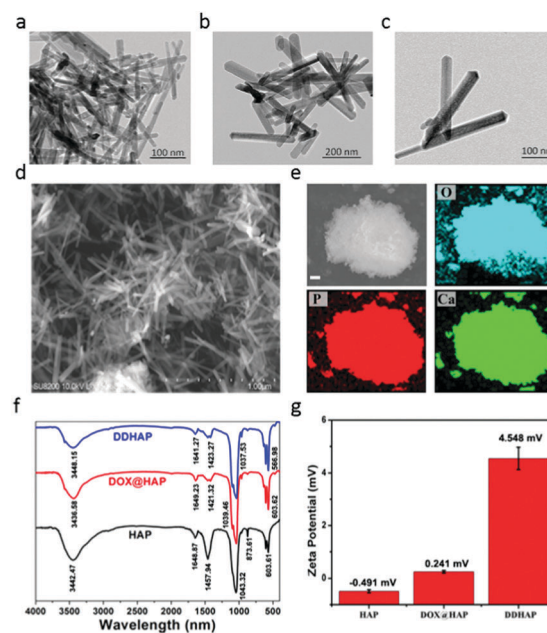 a
b
c
100 nm
200 nm
100 nm
d
e
O
P
Ca
SU8200 10.0kV
1.00um
f
DDHAP
3448.15
1641.27
1423.27
1037.53
566.98
DOX@HAP
3436.58
1649.23
1421.32
1039.46
603.62
HAP
3442.47
1648.87
1457.94
1043.32
873.61
603.61
4000 3500 3000 2500 2000 1500 1000 500
Wavelength (nm)
g
Zeta Potential (mV)
6
4
2
0
-0.491 mV
0.241 mV
4.548 mV
HAP
DOX@HAP
DDHAP